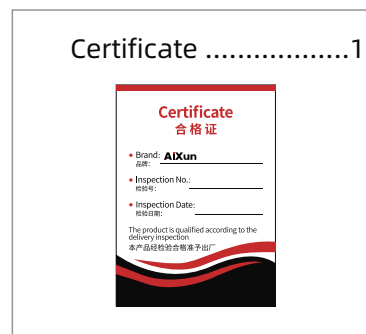 Certificate ..................1
Certificate
合格证
Brand: AiXun
品牌:
Inspection No.:
检验号:
Inspection Date:
检验日期:
The product is qualified according to the
delivery inspection
本产品经检验合格准予出厂